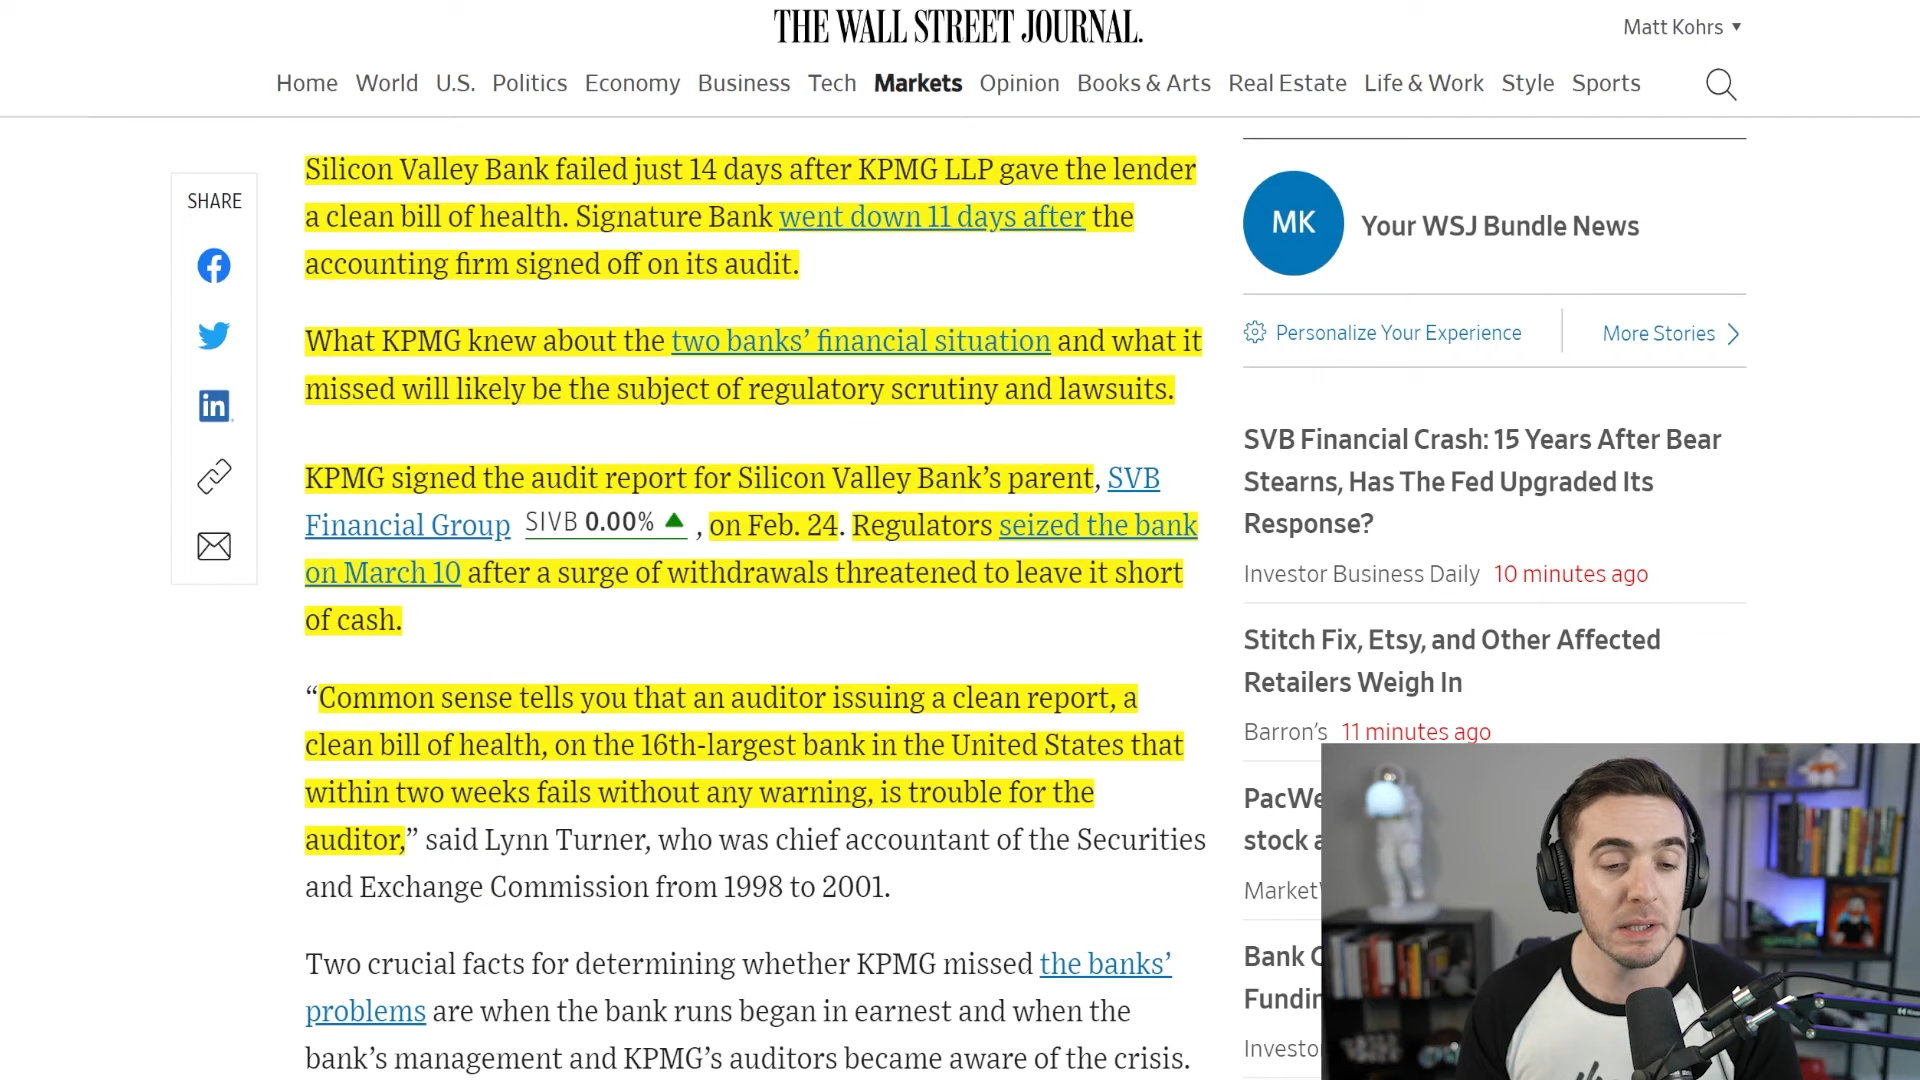 THE WALL STREET JOURNAL.
Matt Kohrs
Home World U.S. Politics Economy Business Tech Markets Opinion Books & Arts Real Estate Life & Work Style Sports
SHARE
Silicon Valley Bank failed just 14 days after KPMG LLP gave the lender
a clean bill of health. Signature Bank went down 11 days after the
accounting firm signed off on its audit.
What KPMG knew about the two banks’ financial situation and what it
missed will likely be the subject of regulatory scrutiny and lawsuits.
KPMG signed the audit report for Silicon Valley Bank’s parent, SVB
Financial Group SIVB 0.00% ▲ , on Feb. 24. Regulators seized the bank
on March 10 after a surge of withdrawals threatened to leave it short
of cash.
“Common sense tells you that an auditor issuing a clean report, a
clean bill of health, on the 16th-largest bank in the United States that
within two weeks fails without any warning, is trouble for the
auditor,” said Lynn Turner, who was chief accountant of the Securities
and Exchange Commission from 1998 to 2001.
Two crucial facts for determining whether KPMG missed the banks’
problems are when the bank runs began in earnest and when the
bank’s management and KPMG’s auditors became aware of the crisis.
MK
Your WSJ Bundle News
Personalize Your Experience
More Stories
SVB Financial Crash: 15 Years After Bear
Stearns, Has The Fed Upgraded Its
Response?
Investor Business Daily 10 minutes ago
Stitch Fix, Etsy, and Other Affected
Retailers Weigh In
Barron’s 11 minutes ago
PacWe
stock a
Market
Bank
Fundin
Investo